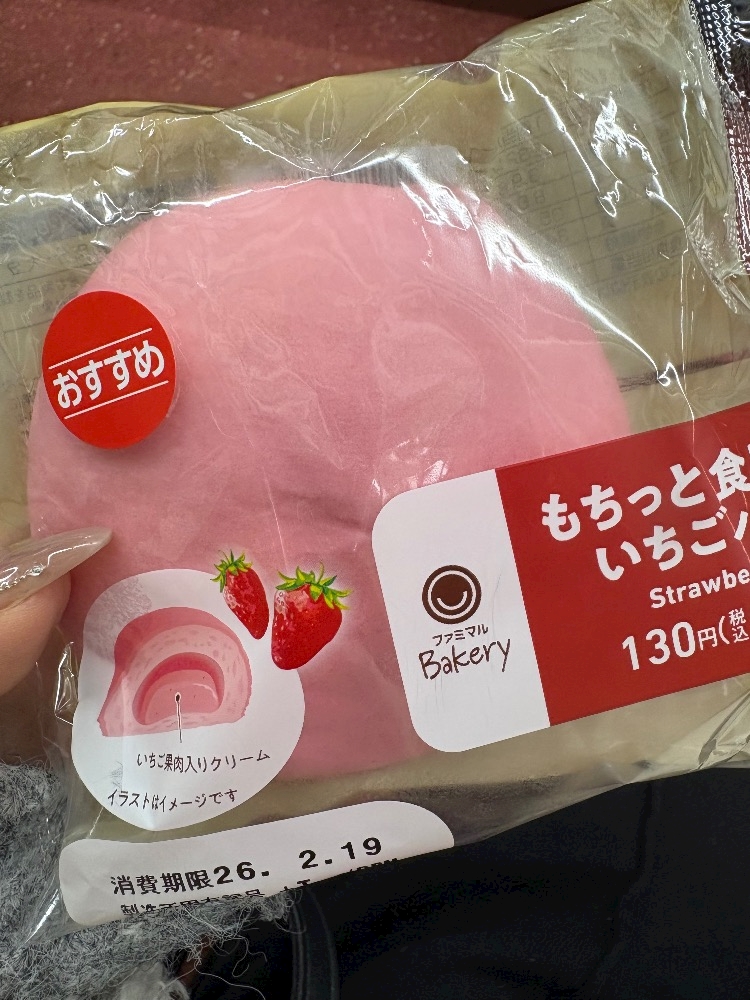 おすすめ
もちっと食
いちご
Strawbe
130円(税込
ファミマル
Bakery
いちご果肉入りクリーム
イラストはイメージです
消費期限26. 2.19